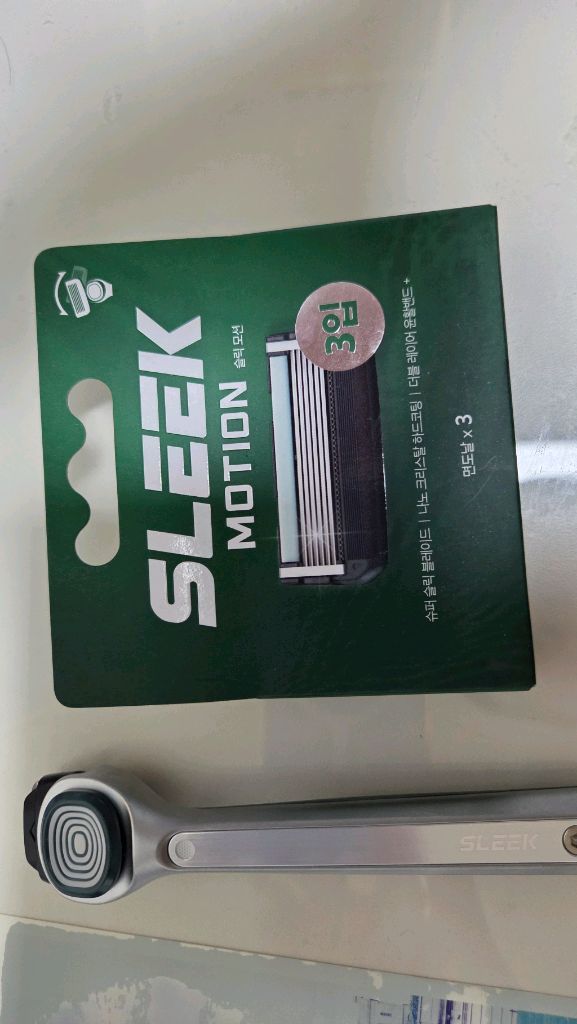 SLEEK
MOTION 슬릭 모션
3입
슈퍼 슬릭 블레이드 | 나노 크리스탈 하드코팅 | 더블 레이어 윤활밴드 +
면도날 x 3
SLEEK